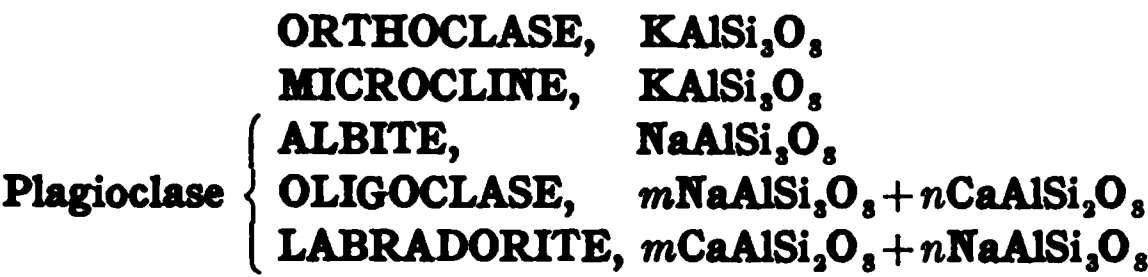 ORTHOCLASE, KAlSi₃O₈
MICROCLINE, KAlSi₃O₈
ALBITE, NaAlSi₃O₈
Plagioclase { OLIGOCLASE, mNaAlSi₃O₈+nCaAlSi₂O₈
LABRADORITE, mCaAlSi₂O₈+nNaAlSi₃O₈